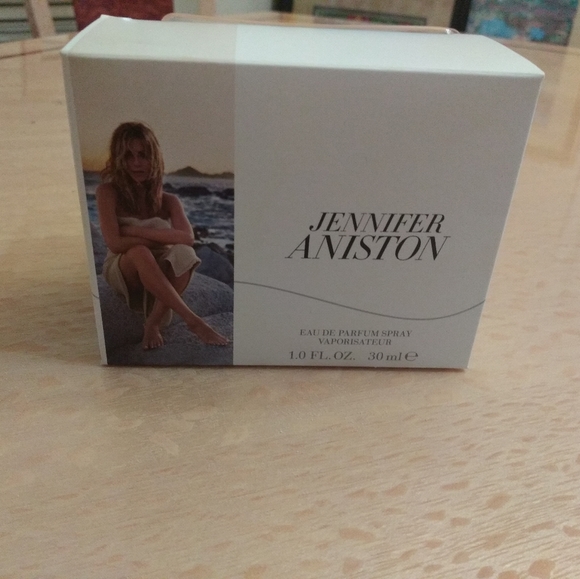 JENNIFER
ANISTON
EAU DE PARFUM SPRAY
VAPORISATEUR
1.0 FL. OZ. 30 ml ℮